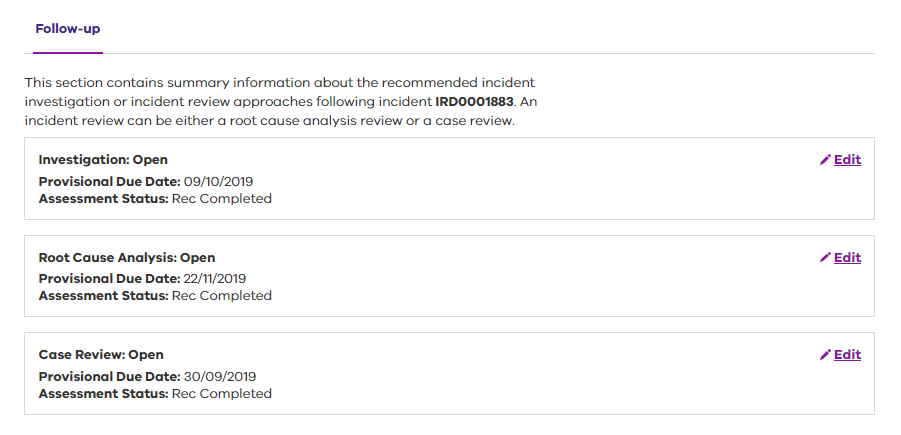 Follow-up
This section contains summary information about the recommended incident
investigation or incident review approaches following incident IRD0001883. An
incident review can be either a root cause analysis review or a case review.
Investigation: Open
Edit
Provisional Due Date: 09/10/2019
Assessment Status: Rec Completed
Root Cause Analysis: Open
Edit
Provisional Due Date: 22/11/2019
Assessment Status: Rec Completed
Case Review: Open
Edit
Provisional Due Date: 30/09/2019
Assessment Status: Rec Completed